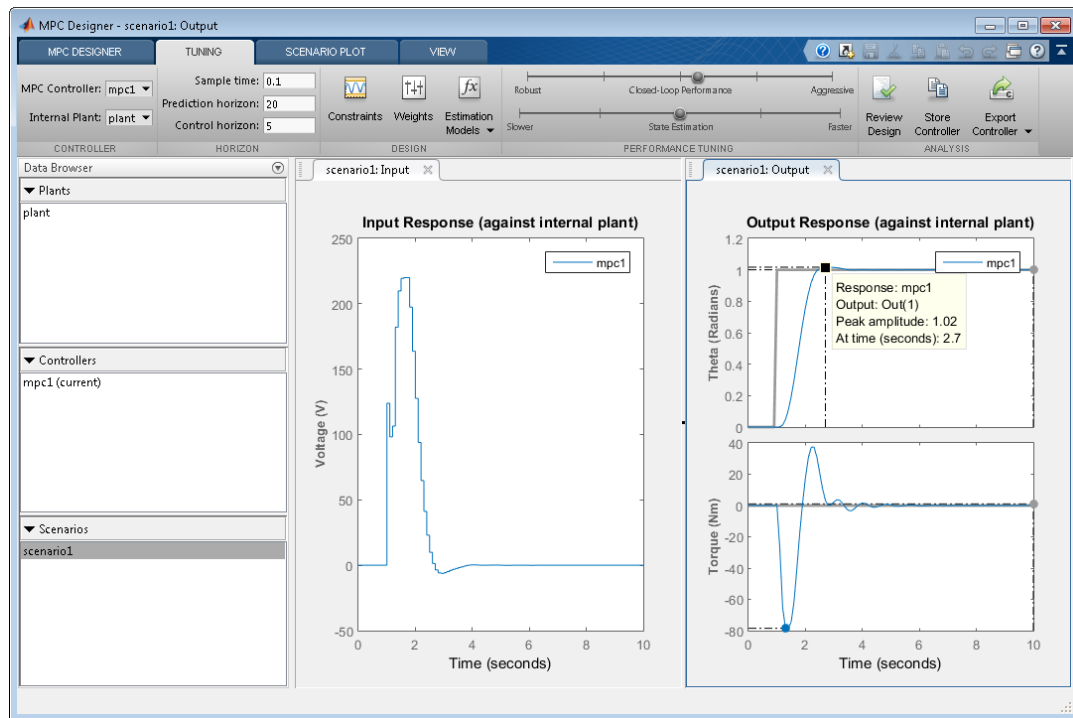 MPC Designer - scenario1: Output
MPC DESIGNER TUNING SCENARIO PLOT VIEW
MPC Controller: mpc1
Internal Plant: plant
CONTROLLER
Sample time: 0.1
Prediction horizon: 20
Control horizon: 5
HORIZON
Constraints Weights Estimation Models
DESIGN
Robust Closed-Loop Performance Aggressive
Slower State Estimation Faster
PERFORMANCE TUNING
Review Design Store Controller Export Controller
ANALYSIS
Data Browser
Plants
plant
Controllers
mpc1 (current)
Scenarios
scenario1
scenario1: Input
Input Response (against internal plant)
mpc1
250
200
150
100
50
0
-50
Voltage (V)
0 2 4 6 8 10
Time (seconds)
scenario1: Output
Output Response (against internal plant)
mpc1
Response: mpc1
Output: Out(1)
Peak amplitude: 1.02
At time (seconds): 2.7
1.2
1
0.8
0.6
0.4
0.2
0
Theta (Radians)
40
20
0
-20
-40
-60
-80
Torque (Nm)
0 2 4 6 8 10
Time (seconds)